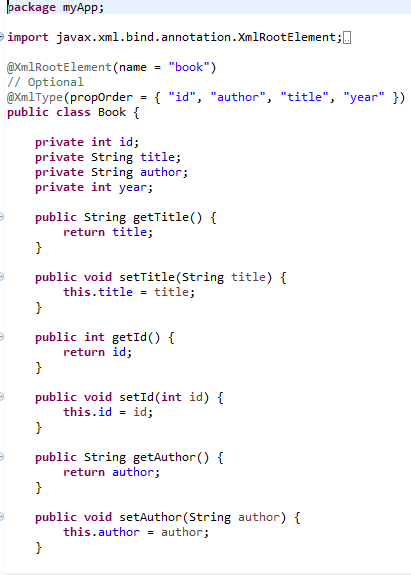 package myApp;
import javax.xml.bind.annotation.XmlRootElement;
@XmlRootElement(name = "book")
// Optional
@XmlType(propOrder = { "id", "author", "title", "year" })
public class Book {
    private int id;
    private String title;
    private String author;
    private int year;
    public String getTitle() {
        return title;
    }
    public void setTitle(String title) {
        this.title = title;
    }
    public int getId() {
        return id;
    }
    public void setId(int id) {
        this.id = id;
    }
    public String getAuthor() {
        return author;
    }
    public void setAuthor(String author) {
        this.author = author;
    }